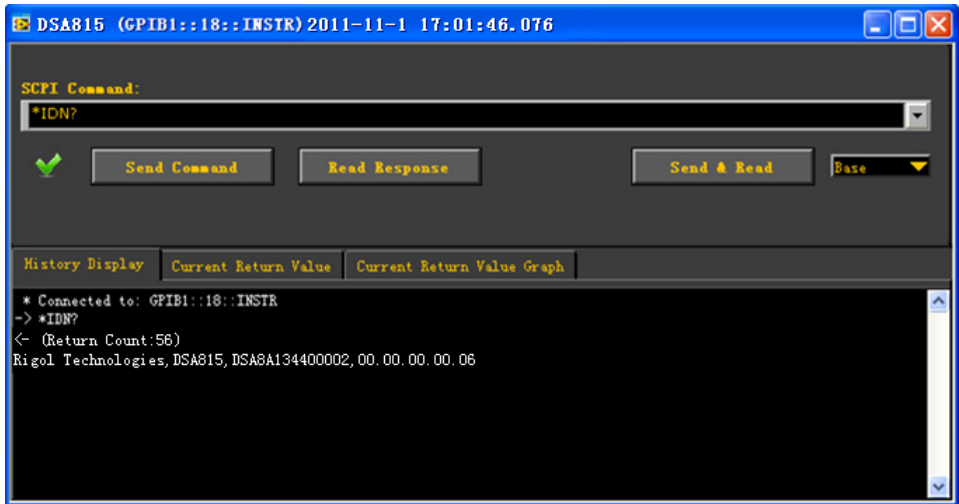 DSA815 (GPIB1::18::INSTR) 2011-11-1 17:01:46.076
SCPI Command:
*IDN?
Send Command Read Response Send & Read Base
History Display Current Return Value Current Return Value Graph
* Connected to: GPIB1::18::INSTR
-> *IDN?
<- (Return Count:56)
Rigol Technologies,DSA815,DSA8A134400002,00.00.00.00.06